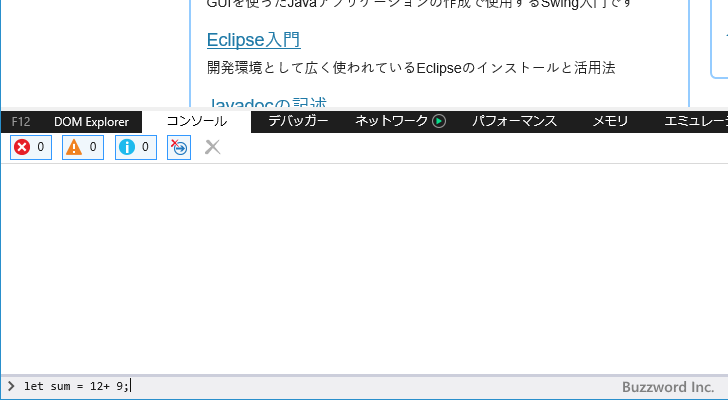 GUIを使ったJavaアプリケーションの作成で使用するSwing入門です
Eclipse入門
開発環境として広く使われているEclipseのインストールと活用法
Javadocの記述
F12 DOM Explorer コンソール デバッガー ネットワーク パフォーマンス メモリ エミュレー
0 0 0
let sum = 12+ 9;
Buzzword Inc.